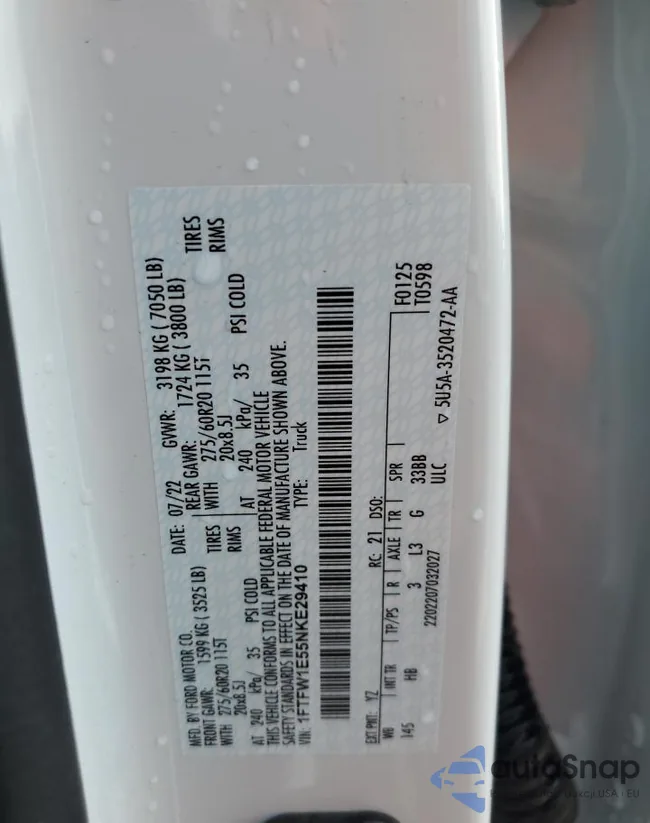 MFD. BY FORD MOTOR CO. DATE: 07/22 GVWR: 3198 KG ( 7050 LB)
FRONT GAWR: 1599 KG ( 3525 LB) REAR GAWR: 1724 KG ( 3800 LB)
WITH 275/60R20 115T TIRES WITH 275/60R20 115T TIRES
20x8.5J RIMS 20x8.5J RIMS
AT 240 kPa/ 35 PSI COLD AT 240 kPa/ 35 PSI COLD
THIS VEHICLE CONFORMS TO ALL APPLICABLE FEDERAL MOTOR VEHICLE
SAFETY STANDARDS IN EFFECT ON THE DATE OF MANUFACTURE SHOWN ABOVE.
VIN: 1FTFW1E55NKE29410 TYPE: Truck
EXT PNT: YZ RC: 21 DSO: F0125
WB INT TR TP/PS R AXLE TR SPR T0598
145 HB 3 L3 G 33BB
2202207032027 ULC
▽ 5U5A-3520472-AA
autoSnap